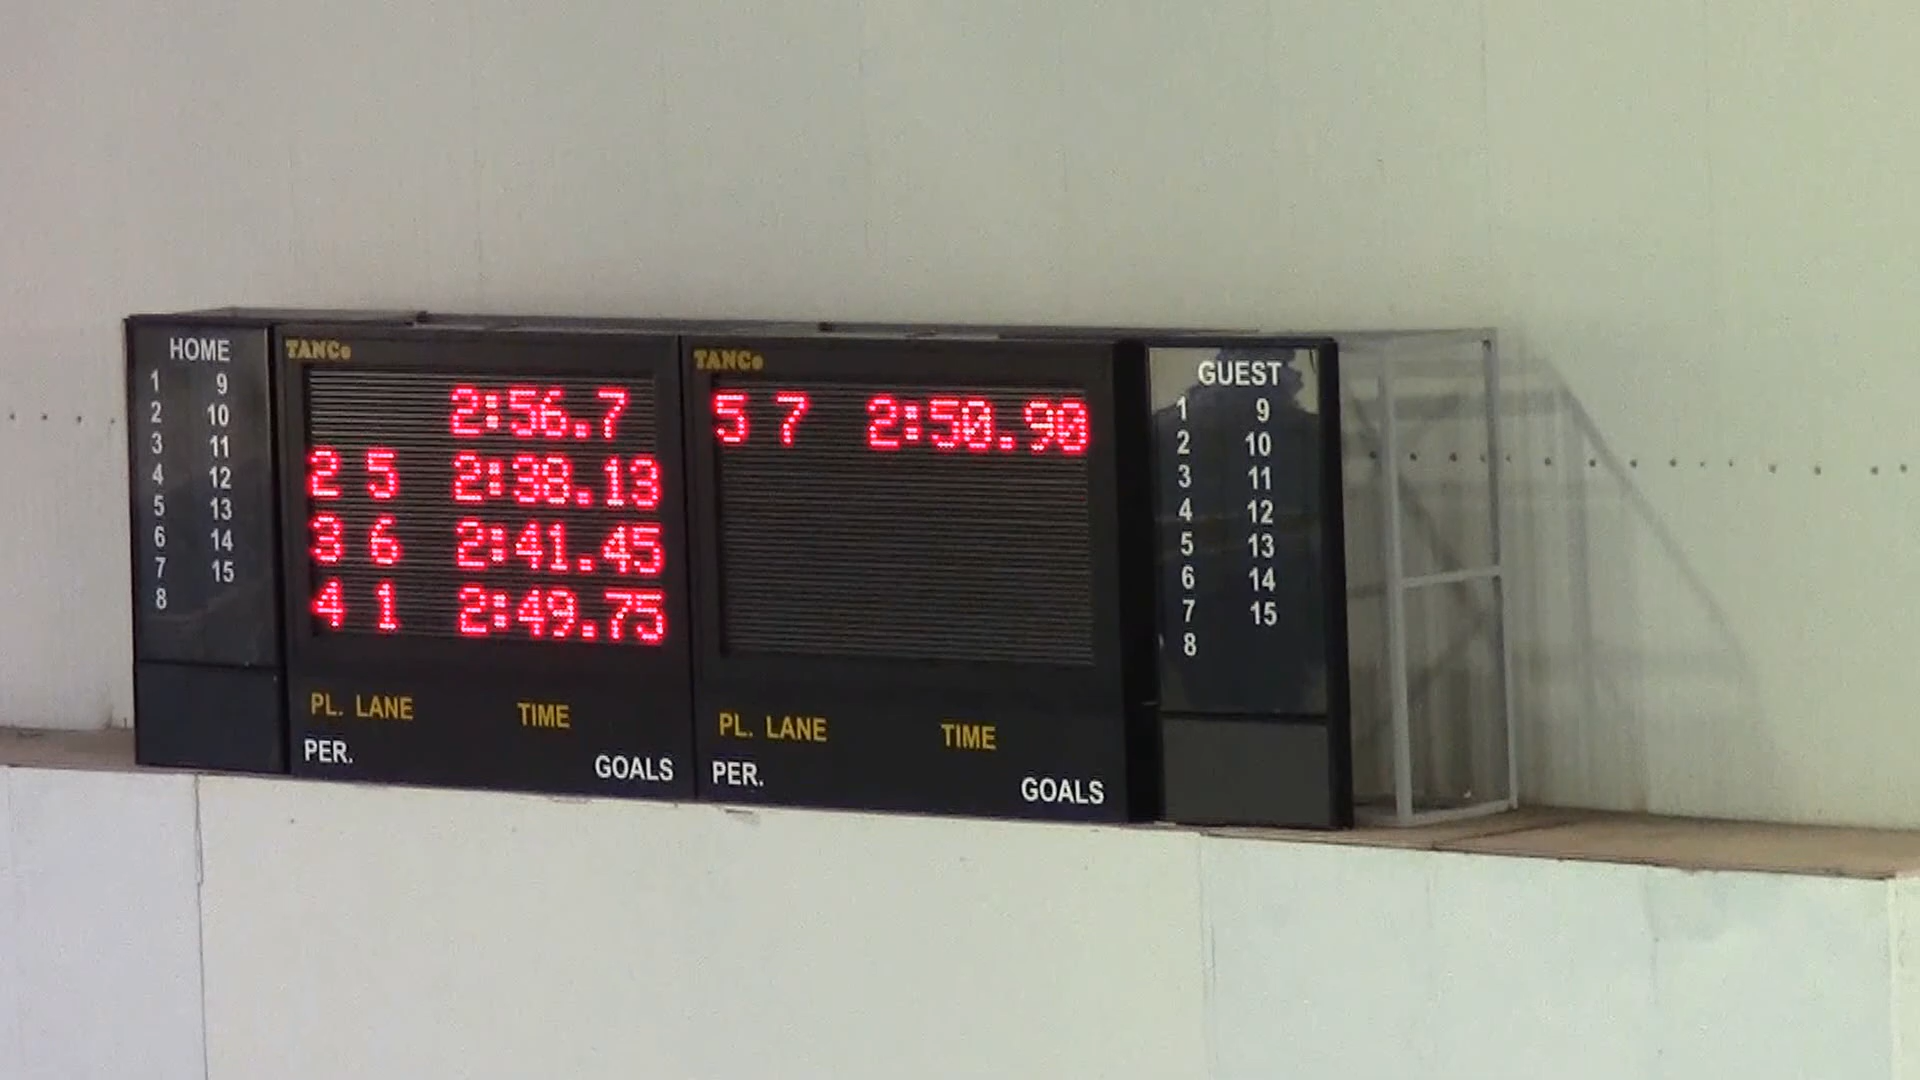 HOME
1 9
2 10
3 11
4 12
5 13
6 14
7 15
8
TANCo
2:56.7
2 5 2:38.13
3 6 2:41.45
4 1 2:49.75
PL. LANE TIME
PER. GOALS
TANCo
5 7 2:50.90
PL. LANE TIME
PER. GOALS
GUEST
1 9
2 10
3 11
4 12
5 13
6 14
7 15
8